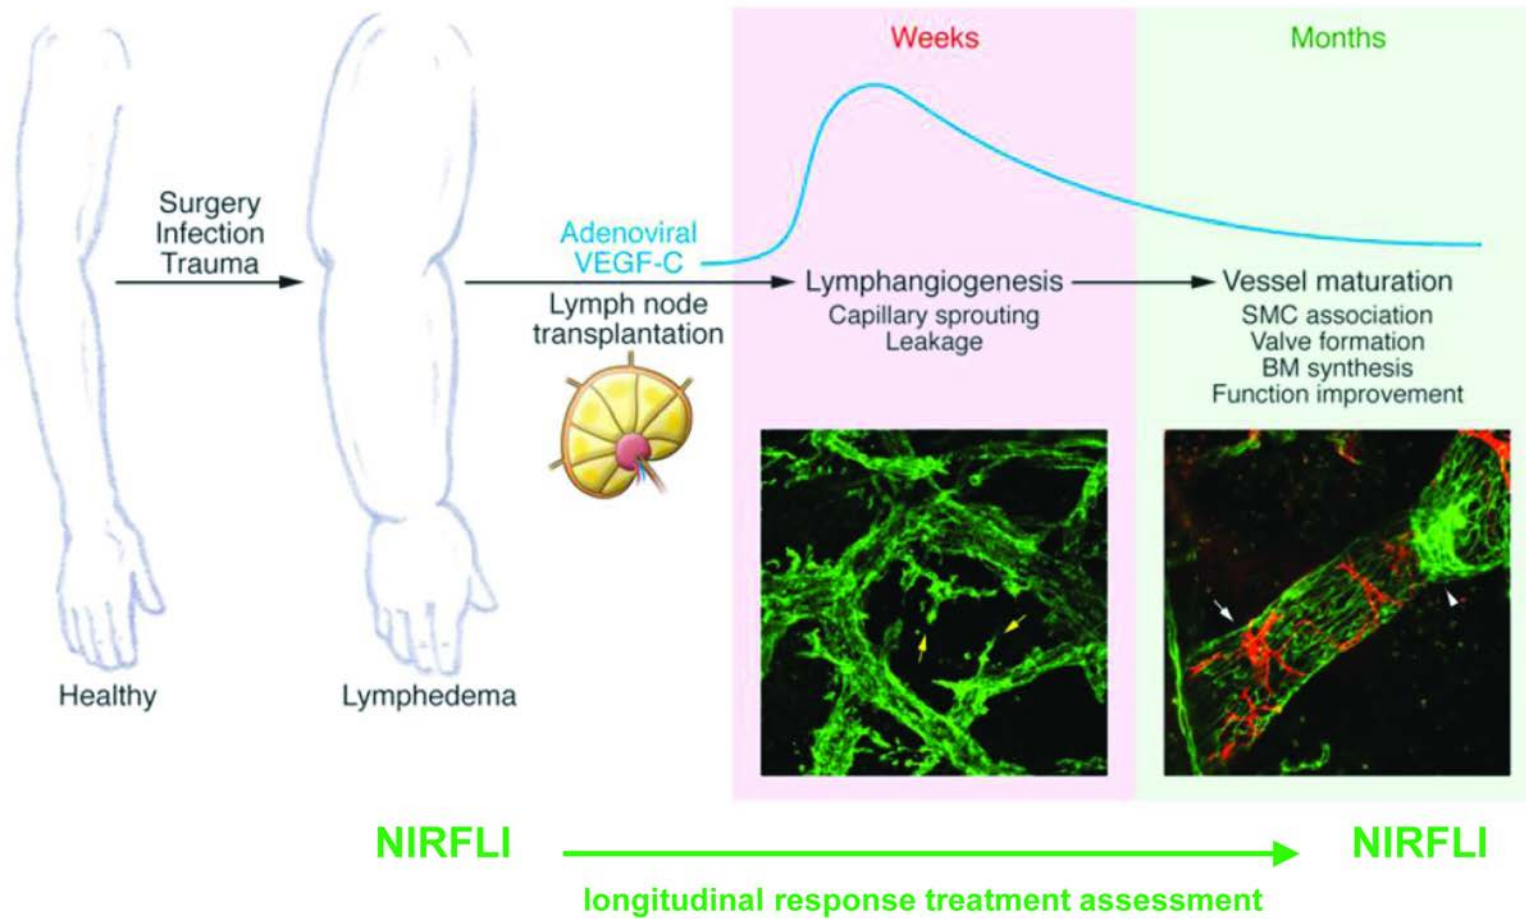 Weeks
Months
Surgery
Infection
Trauma
Adenoviral
VEGF-C
Lymph node
transplantation
Lymphangiogenesis
Capillary sprouting
Leakage
Vessel maturation
SMC association
Valve formation
BM synthesis
Function improvement
Healthy
Lymphedema
NIRFLI
NIRFLI
longitudinal response treatment assessment